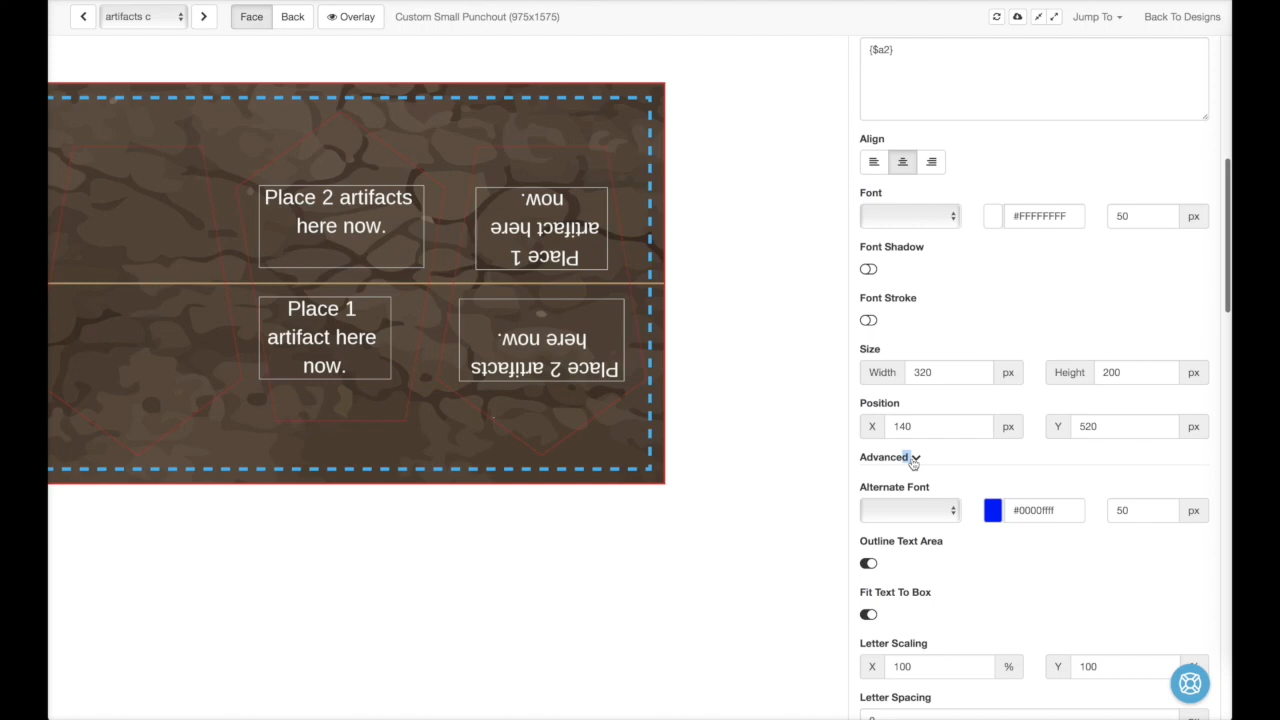 artifacts c
Face
Back
Overlay
Custom Small Punchout (975x1575)
Jump To
Back To Designs
Place 2 artifacts
here now.
Place 1
artifact here
now.
Place 1
artifact here
now.
Place 2 artifacts
here now.
{$a2}
Align
Font
#FFFFFFFF
50
px
Font Shadow
Font Stroke
Size
Width
320
px
Height
200
px
Position
X
140
px
Y
520
px
Advanced
Alternate Font
#0000ffff
50
px
Outline Text Area
Fit Text To Box
Letter Scaling
X
100
%
Y
100
Letter Spacing